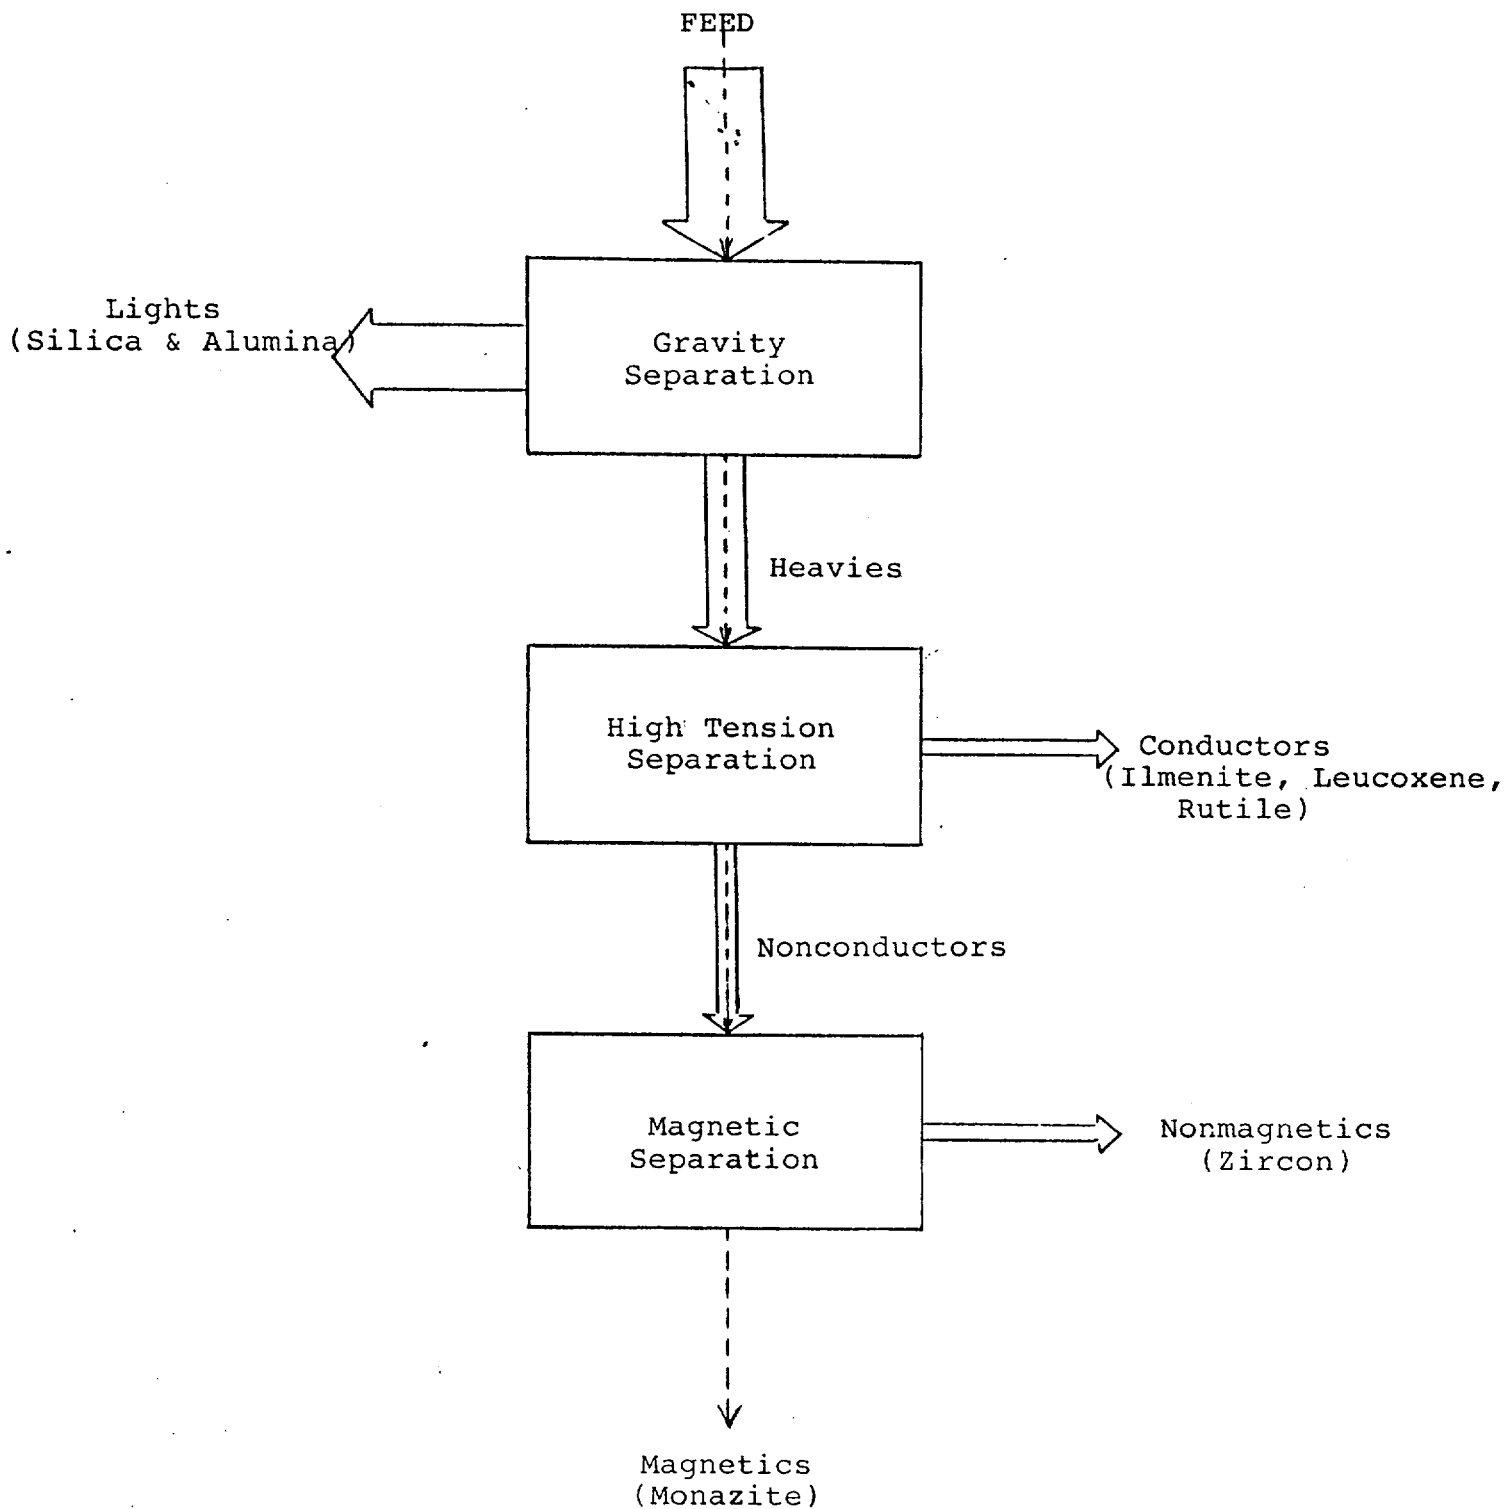 FEED
Lights
(Silica & Alumina)
Gravity
Separation
Heavies
High Tension
Separation
Conductors
(Ilmenite, Leucoxene,
Rutile)
Nonconductors
Magnetic
Separation
Nonmagnetics
(Zircon)
Magnetics
(Monazite)